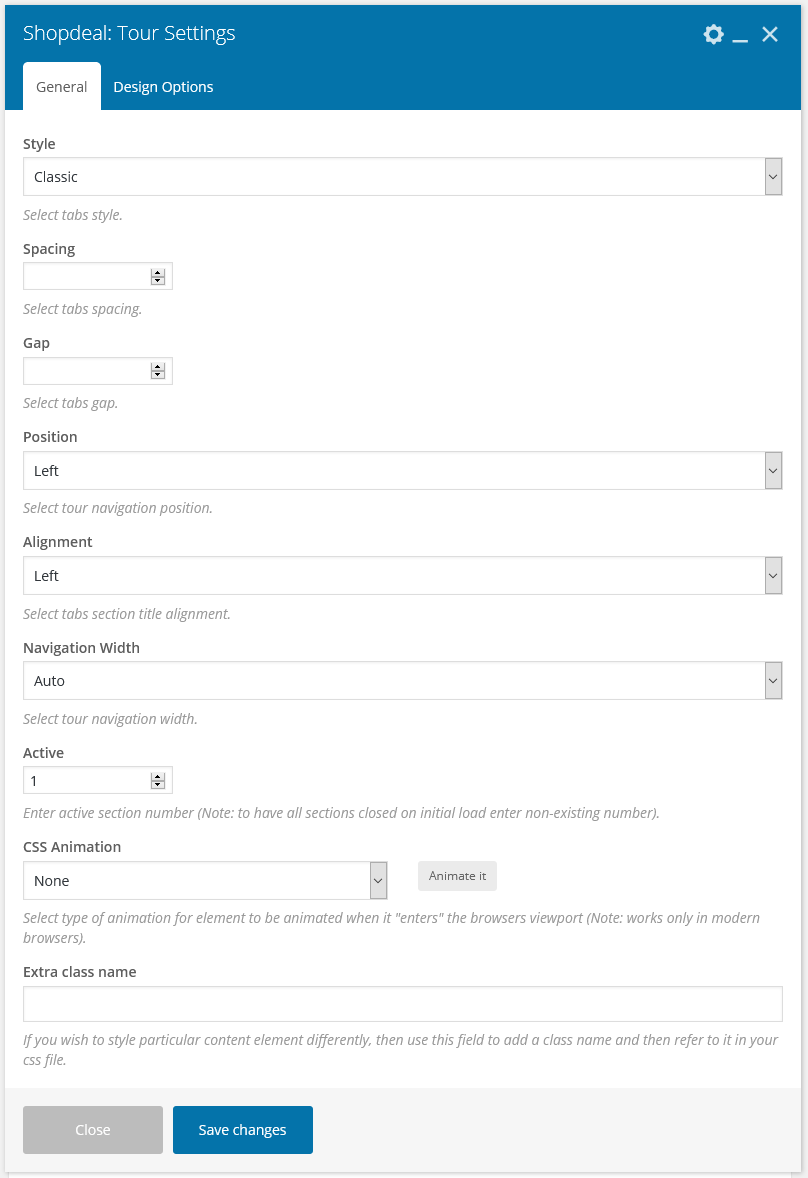 Shopdeal: Tour Settings
General
Design Options
Style
Classic
Select tabs style.
Spacing
Select tabs spacing.
Gap
Select tabs gap.
Position
Left
Select tour navigation position.
Alignment
Left
Select tabs section title alignment.
Navigation Width
Auto
Select tour navigation width.
Active
1
Enter active section number (Note: to have all sections closed on initial load enter non-existing number).
CSS Animation
None
Animate it
Select type of animation for element to be animated when it "enters" the browsers viewport (Note: works only in modern
browsers).
Extra class name
If you wish to style particular content element differently, then use this field to add a class name and then refer to it in your
css file.
Close
Save changes